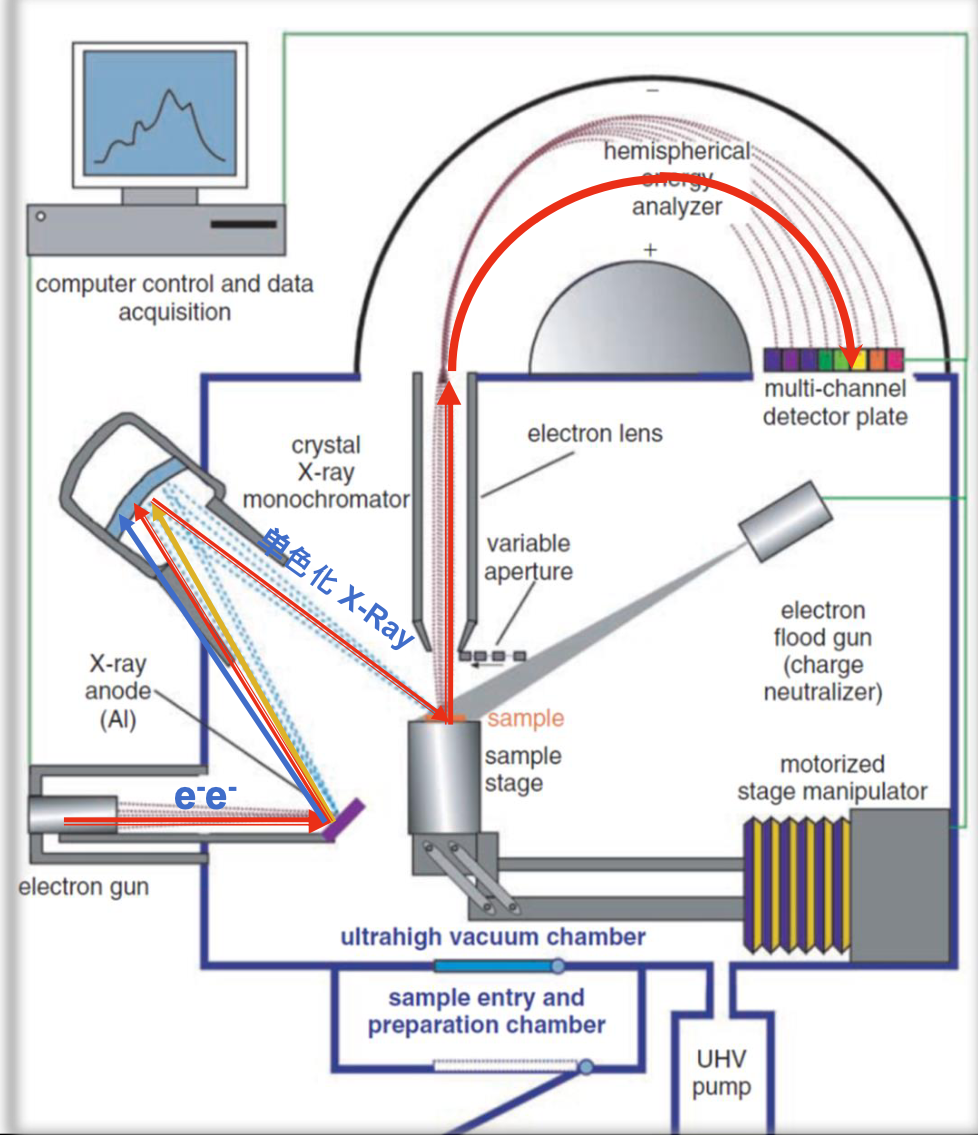 −
hemispherical
energy
analyzer
+
computer control and data
acquisition
multi-channel
detector plate
crystal
X-ray
monochromator
electron lens
单色化 X-Ray
variable
aperture
electron
flood gun
(charge
neutralizer)
X-ray
anode
(Al)
sample
sample
stage
motorized
stage manipulator
e-e-
electron gun
ultrahigh vacuum chamber
sample entry and
preparation chamber
UHV
pump